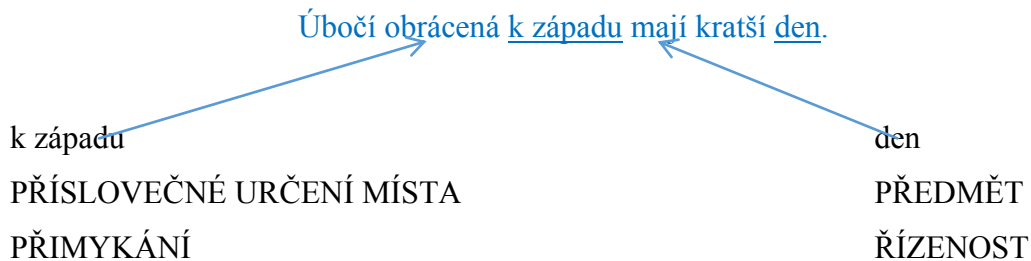 Úbočí obrácená k západu mají kratší den.
k západu den
PŘÍSLOVEČNÉ URČENÍ MÍSTA PŘEDMĚT
PŘIMYKÁNÍ ŘÍZENOST